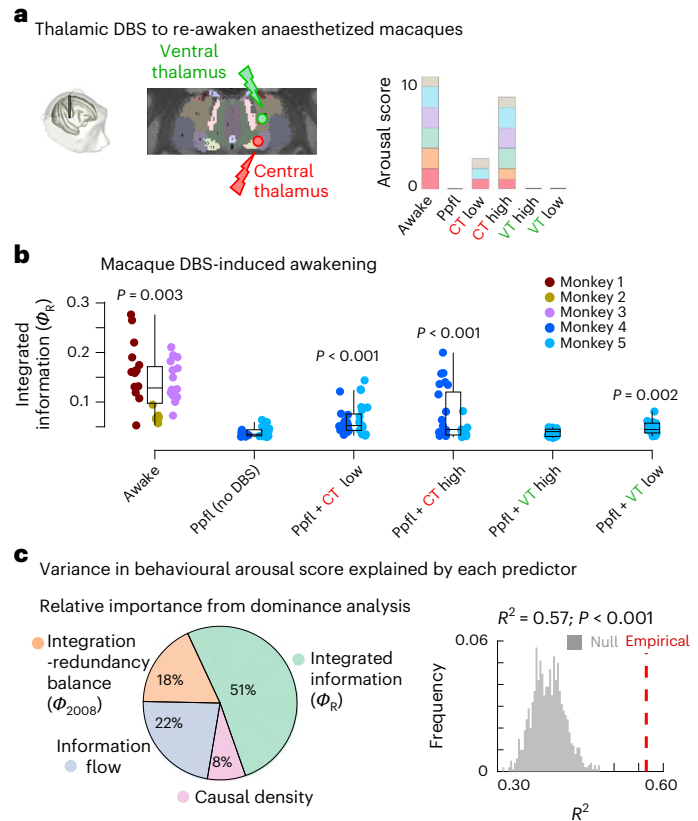 a
Thalamic DBS to re-awaken anaesthetized macaques
Ventral
thalamus
Central
thalamus
Arousal score
10
0
Awake
Ppfl
CT low
CT high
VT high
VT low
b
Macaque DBS-induced awakening
Integrated
information (ΦR)
0.3
0.2
0.1
P = 0.003
P < 0.001
P < 0.001
P = 0.002
Monkey 1
Monkey 2
Monkey 3
Monkey 4
Monkey 5
Awake
Ppfl (no DBS)
Ppfl + CT low
Ppfl + CT high
Ppfl + VT high
Ppfl + VT low
c
Variance in behavioural arousal score explained by each predictor
Relative importance from dominance analysis
Integration
-redundancy
balance
(Φ2008)
18%
51%
Integrated
information
(ΦR)
22%
Information
flow
8%
Causal density
R² = 0.57; P < 0.001
Null Empirical
0.06
Frequency
0
0.30
0.60
R²